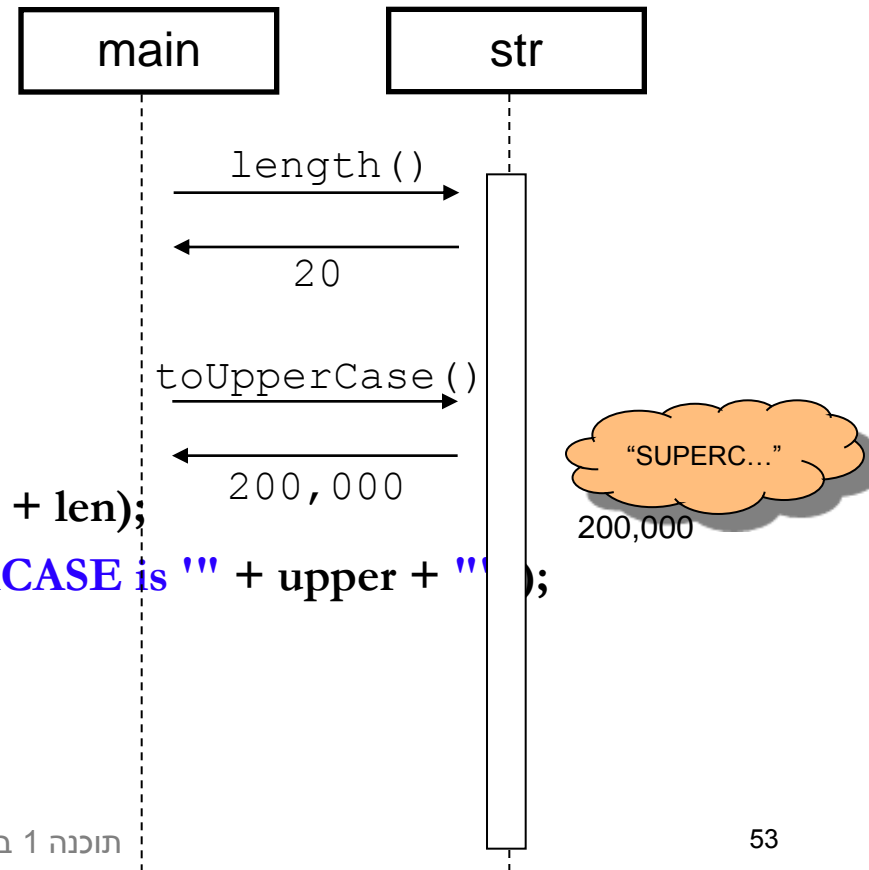 main str
length()
20
toUpperCase()
"SUPERC…"
200,000
+ len);
200,000
CASE is '" + upper + "' );
תוכנה 1 ב
53